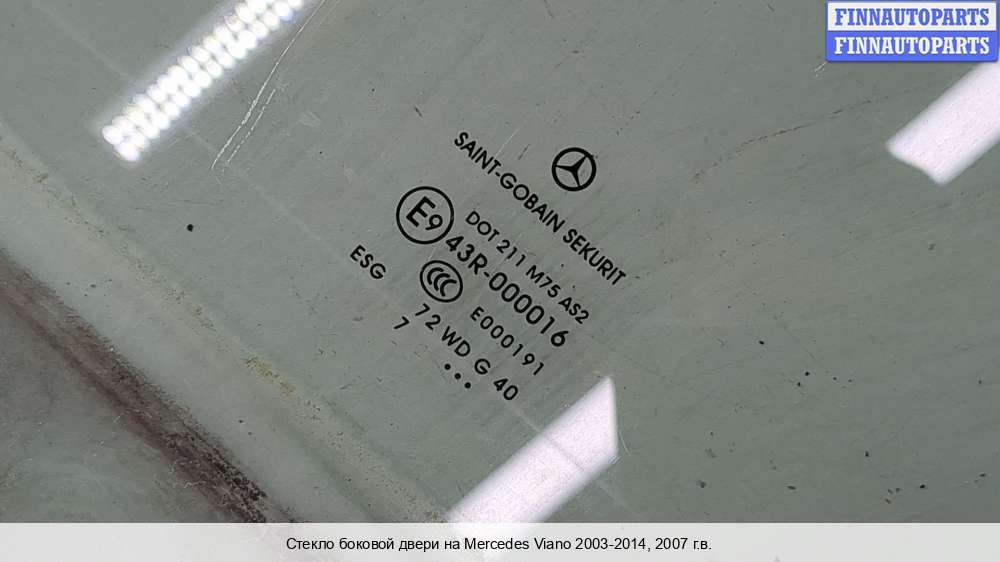 FINNAUTOPARTS
FINNAUTOPARTS
SAINT-GOBAIN SEKURIT
DOT 211 M75 AS2
E9 43R-000016
CCC E000191
ESG 72 WD G 40
7 ...
Стекло боковой двери на Mercedes Viano 2003-2014, 2007 г.в.